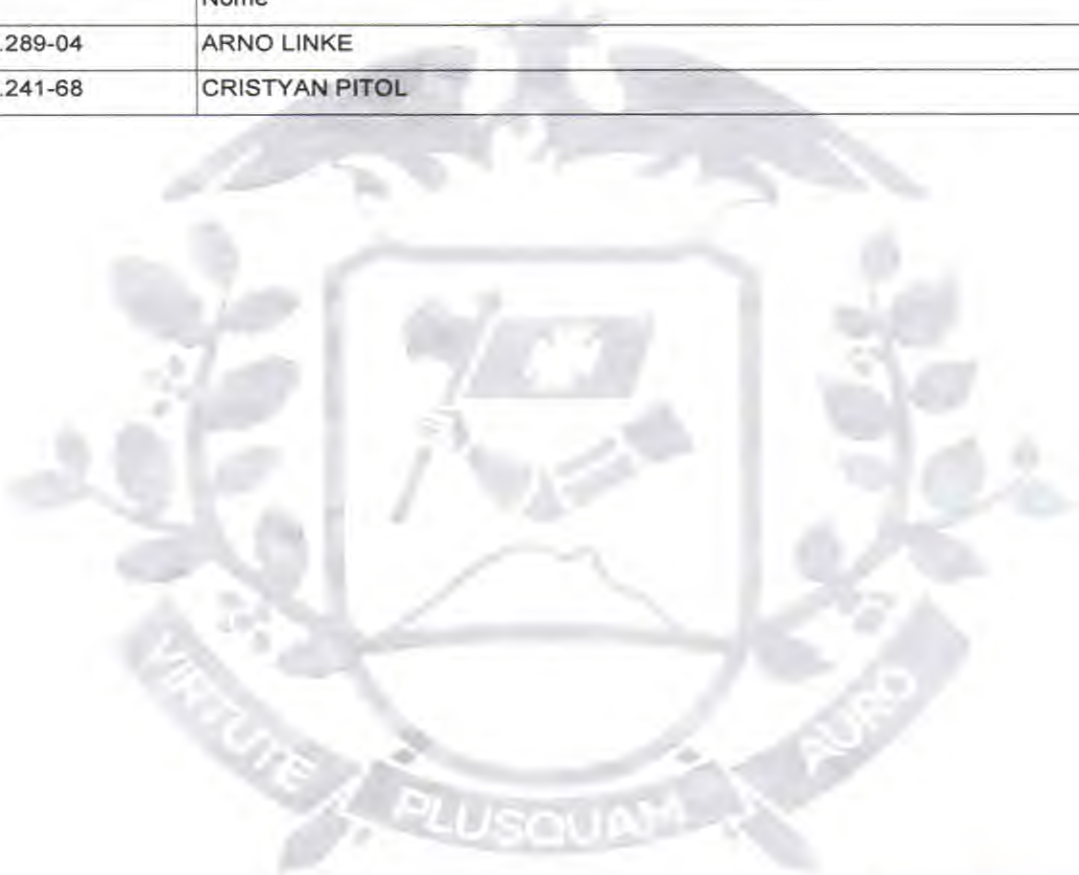 Nome
.289-04 ARNO LINKE
.241-68 CRISTYAN PITOL
VIRTUTE PLUSQUAM AURO